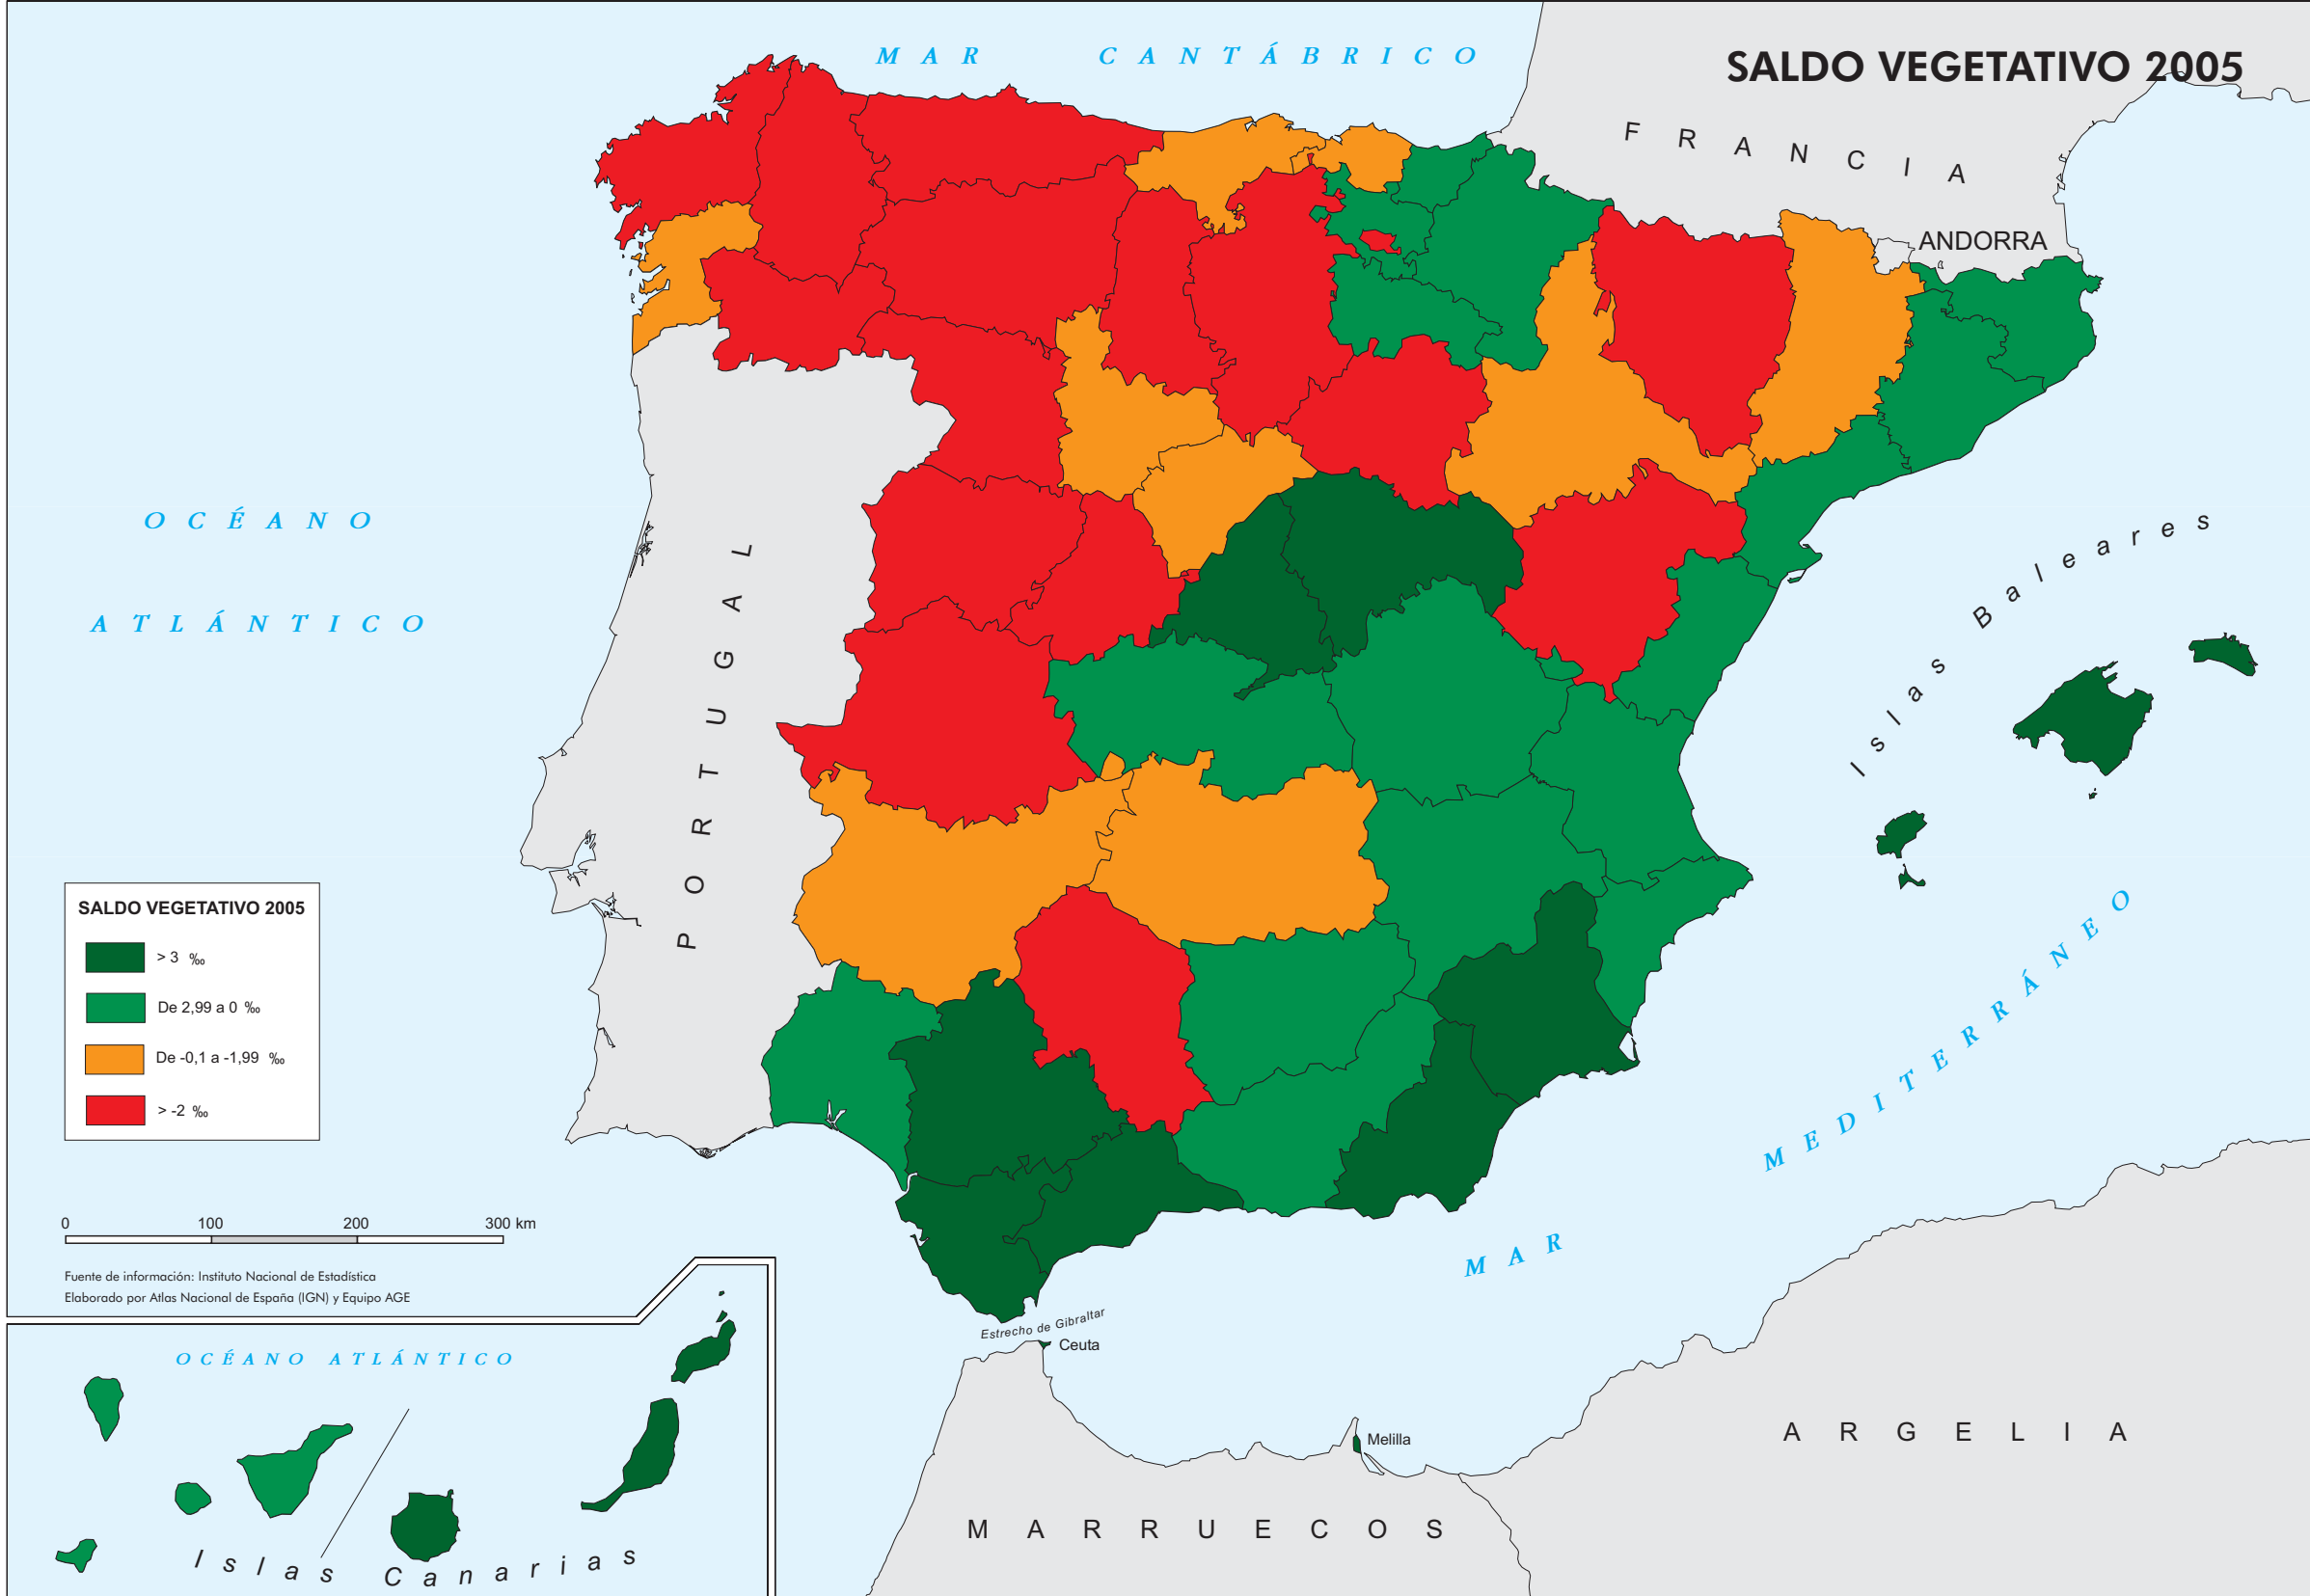 MAR CANTÁBRICO
SALDO VEGETATIVO 2005
FRANCIA
ANDORRA
OCÉANO
ATLÁNTICO
PORTUGAL
Islas Baleares
SALDO VEGETATIVO 2005
> 3 ‰
De 2,99 a 0 ‰
De -0,1 a -1,99 ‰
> -2 ‰
MAR MEDITERRÁNEO
0 100 200 300 km
Fuente de información: Instituto Nacional de Estadística
Elaborado por Atlas Nacional de España (IGN) y Equipo AGE
Estrecho de Gibraltar
Ceuta
OCÉANO ATLÁNTICO
Melilla
ARGELIA
MARRUECOS
Islas Canarias